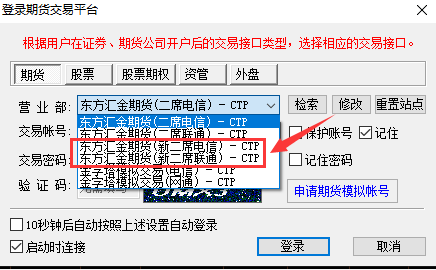 登录期货交易平台
根据用户在证券、期货公司开户后的交易接口类型，选择相应的交易接口。
期货 股票 股票期权 资管 外盘
营 业 部: 东方汇金期货(二席电信) - CTP 检索 修改 重置站点
东方汇金期货(二席电信) - CTP
交易帐号: 东方汇金期货(二席联通) - CTP 保护账号 记住
东方汇金期货(新二席电信) - CTP
交易密码: 东方汇金期货(新二席联通) - CTP 记住密码
金字塔模拟交易(电信) - CTP
验 证 码: 金字塔模拟交易(网通) - CTP 申请期货模拟帐号
10秒钟后自动按照上述设置自动登录
启动时连接 登录 取消